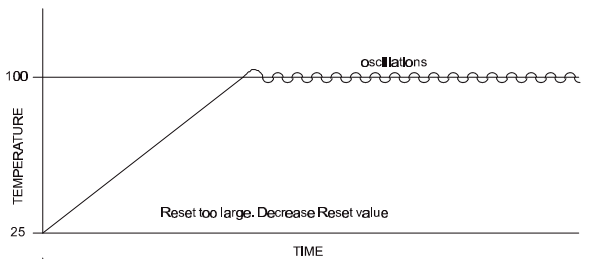 oscillations
100
TEMPERATURE
Reset too large. Decrease Reset value
25
TIME